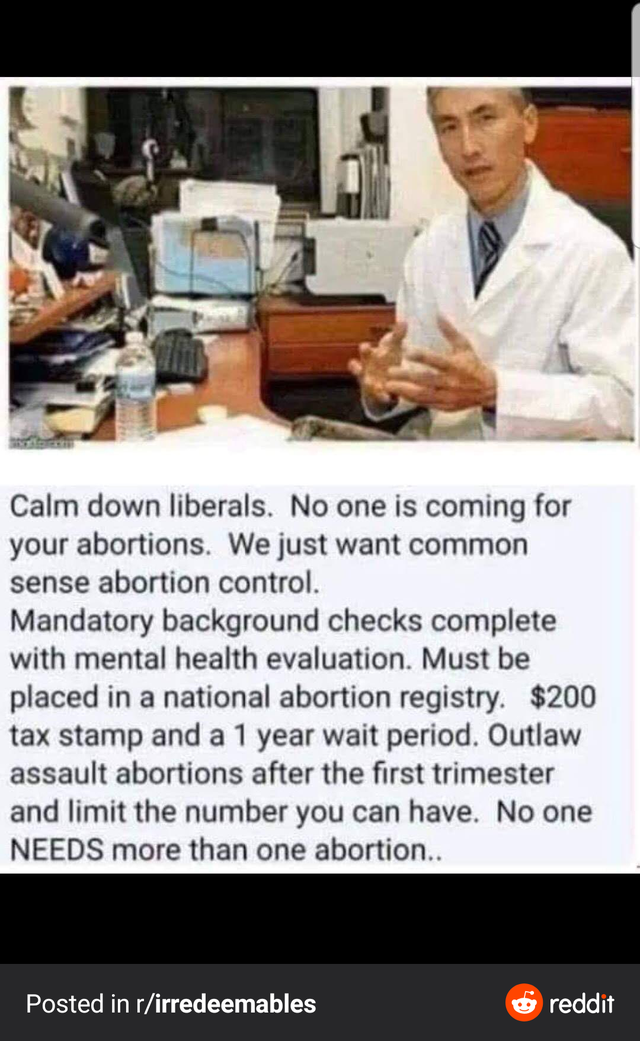 Calm down liberals.  No one is coming for
your abortions.  We just want common
sense abortion control.
Mandatory background checks complete
with mental health evaluation. Must be
placed in a national abortion registry.   $200
tax stamp and a 1 year wait period. Outlaw
assault abortions after the first trimester
and limit the number you can have.  No one
NEEDS more than one abortion..
Posted in r/irredeemables
reddit